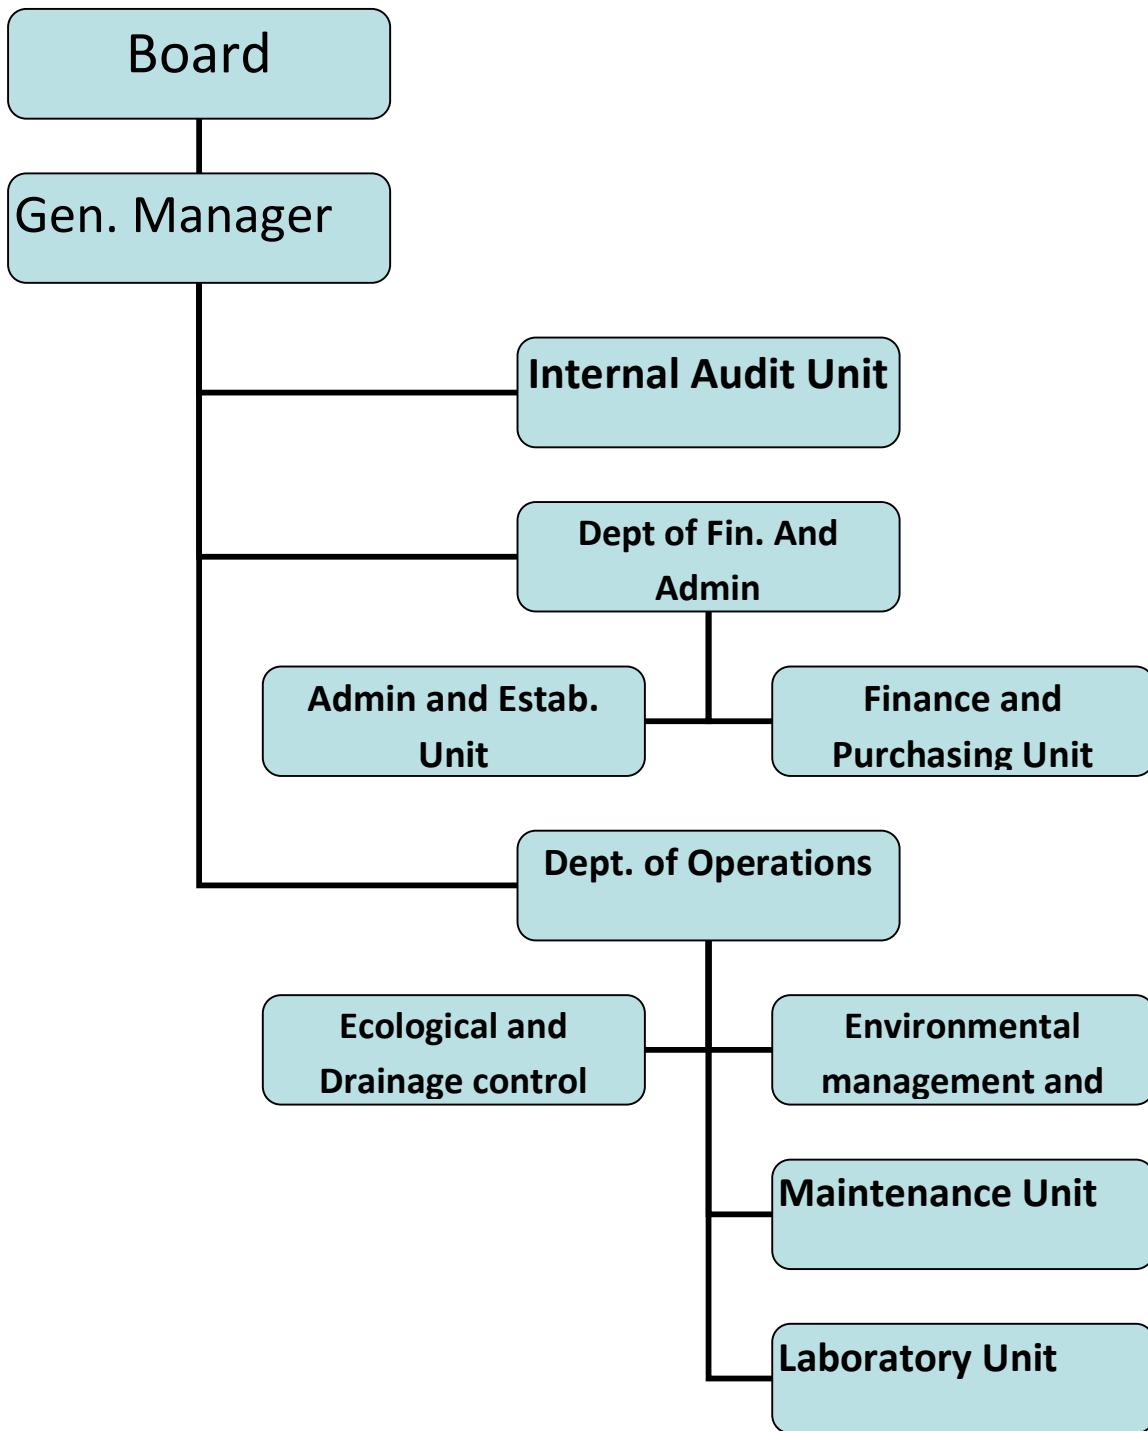 Board
Gen. Manager
Internal Audit Unit
Dept of Fin. And
Admin
Admin and Estab.
Unit
Finance and
Purchasing Unit
Dept. of Operations
Ecological and
Drainage control
Environmental
management and
Maintenance Unit
Laboratory Unit